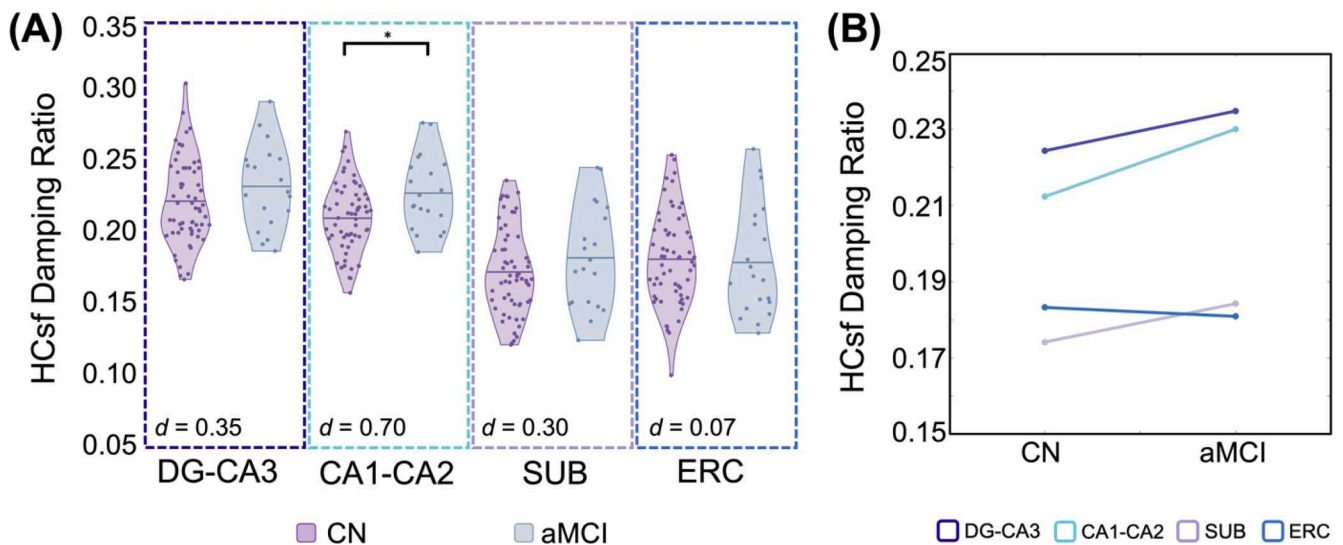 (A)
HCsf Damping Ratio
0.35
0.30
0.25
0.20
0.15
0.10
0.05
*
d = 0.35
d = 0.70
d = 0.30
d = 0.07
DG-CA3
CA1-CA2
SUB
ERC
CN
aMCI
(B)
HCsf Damping Ratio
0.25
0.23
0.21
0.19
0.17
0.15
CN
aMCI
DG-CA3
CA1-CA2
SUB
ERC